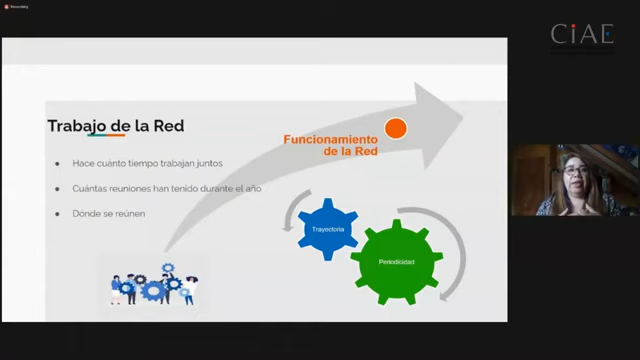 Recording
CiAE
Trabajo de la Red
Funcionamiento
de la Red
Hace cuánto tiempo trabajan juntos
Cuántas reuniones han tenido durante el año
Dónde se reúnen
Trayectoria
Periodicidad